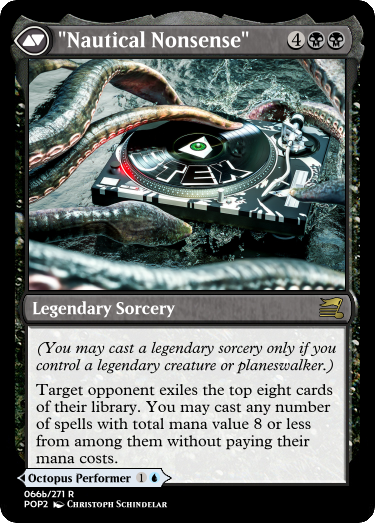 "Nautical Nonsense" 4
TEX
Legendary Sorcery
(You may cast a legendary sorcery only if you
control a legendary creature or planeswalker.)
Target opponent exiles the top eight cards
of their library. You may cast any number
of spells with total mana value 8 or less
from among them without paying their
mana costs.
Octopus Performer 1
066b/271 R
POP2 Christoph Schindelar